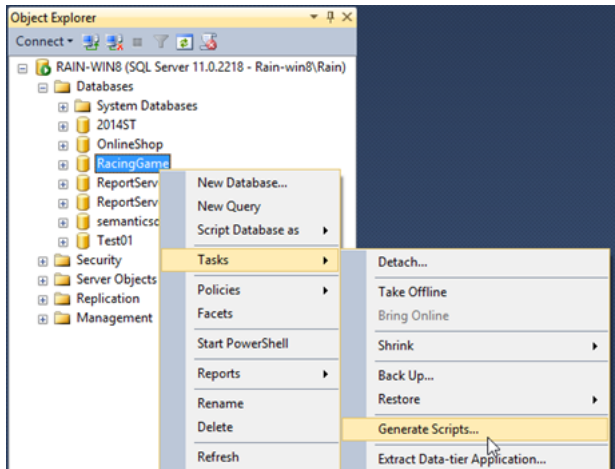 Object Explorer
Connect
RAIN-WIN8 (SQL Server 11.0.2218 - Rain-win8\Rain)
Databases
System Databases
2014ST
OnlineShop
RacingGame
ReportServ
ReportServ
semanticsd
Test01
Security
Server Objects
Replication
Management
New Database...
New Query
Script Database as
Tasks
Policies
Facets
Start PowerShell
Reports
Rename
Delete
Refresh
Detach...
Take Offline
Bring Online
Shrink
Back Up...
Restore
Generate Scripts...
Extract Data-tier Application...